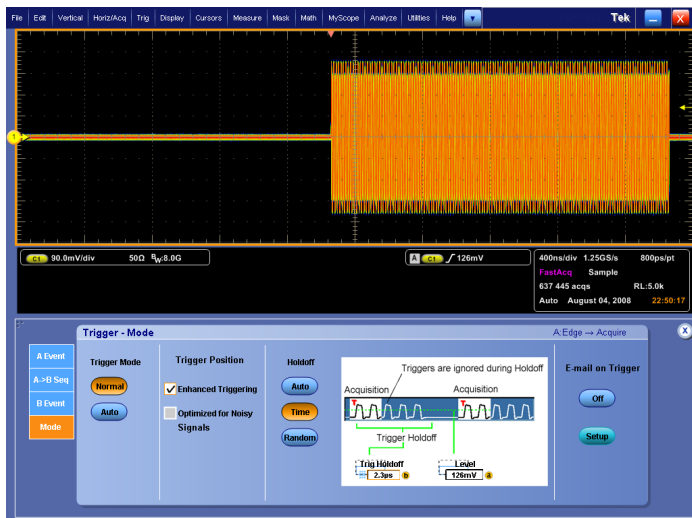 File Edit Vertical Horiz/Acq Trig Display Cursors Measure Mask Math MyScope Analyze Utilities Help Tek X
1
C1 90.0mV/div 50Ω BW:8.0G
A C1 126mV
400ns/div 1.25GS/s 800ps/pt
FastAcq Sample
637 445 acqs RL:5.0k
Auto August 04, 2008 22:50:17
Trigger - Mode A:Edge → Acquire X
A Event
A->B Seq
B Event
Mode
Trigger Mode
Normal
Auto
Trigger Position
Enhanced Triggering
Optimized for Noisy
Signals
Holdoff
Auto
Time
Random
Triggers are ignored during Holdoff
Acquisition Acquisition
T T
Trigger Holdoff
Trig Holdoff Level
2.3µs b 126mV a
E-mail on Trigger
Off
Setup